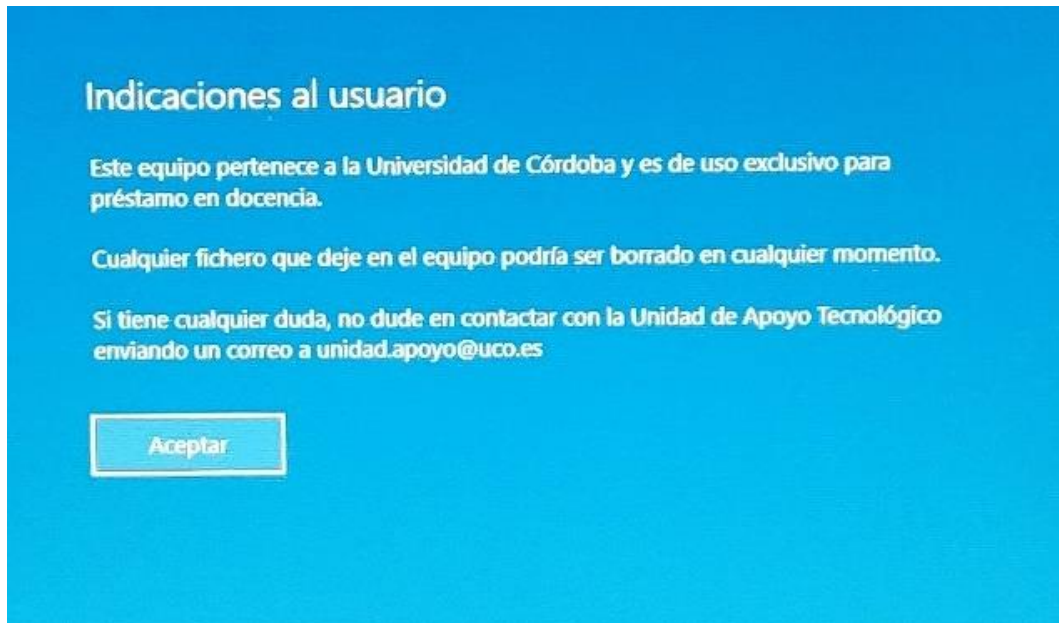 Indicaciones al usuario
Este equipo pertenece a la Universidad de Córdoba y es de uso exclusivo para
préstamo en docencia.
Cualquier fichero que deje en el equipo podría ser borrado en cualquier momento.
Si tiene cualquier duda, no dude en contactar con la Unidad de Apoyo Tecnológico
enviando un correo a unidad.apoyo@uco.es
Aceptar